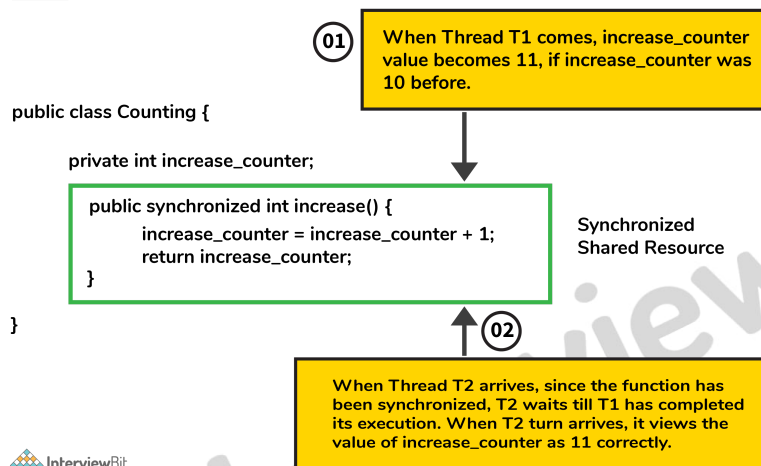 01
When Thread T1 comes, increase_counter
value becomes 11, if increase_counter was
10 before.
public class Counting {
private int increase_counter;
public synchronized int increase() {
increase_counter = increase_counter + 1;
return increase_counter;
}
Synchronized
Shared Resource
}
02
When Thread T2 arrives, since the function has
been synchronized, T2 waits till T1 has completed
its execution. When T2 turn arrives, it views the
value of increase_counter as 11 correctly.
InterviewBit